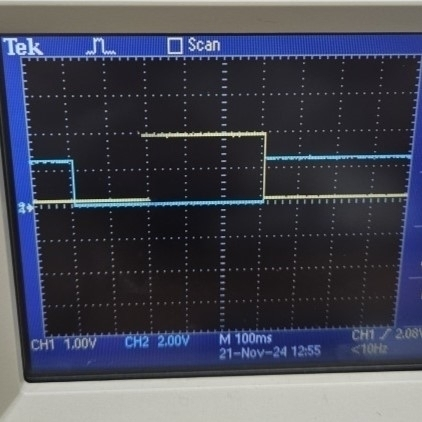 Tek Scan
2
CH1 1.00V CH2 2.00V M 100ms CH1 2.08V
21-Nov-24 12:55 <10Hz